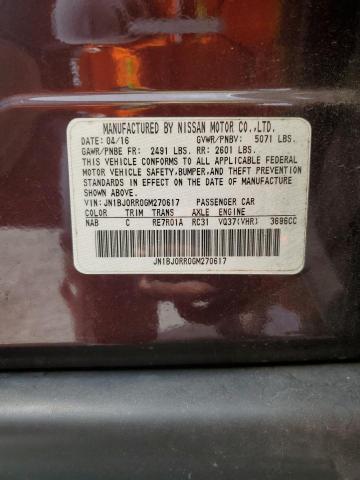 MANUFACTURED BY NISSAN MOTOR CO.,LTD.
DATE: 04/16 GVWR/PNBV: 5071 LBS.
GAWR/PNBE FR: 2491 LBS. RR: 2601 LBS.
THIS VEHICLE CONFORMS TO ALL APPLICABLE FEDERAL
MOTOR VEHICLE SAFETY,BUMPER,AND THEFT PREVENTION
STANDARDS IN EFFECT ON THE DATE OF MANUFACTURE
SHOWN ABOVE.
VIN: JN1BJ0RR0GM270617 PASSENGER CAR
COLOR TRIM TRANS AXLE ENGINE
NAB C RE7R01A RC31 VQ37(VHR) 3696CC
JN1BJ0RR0GM270617